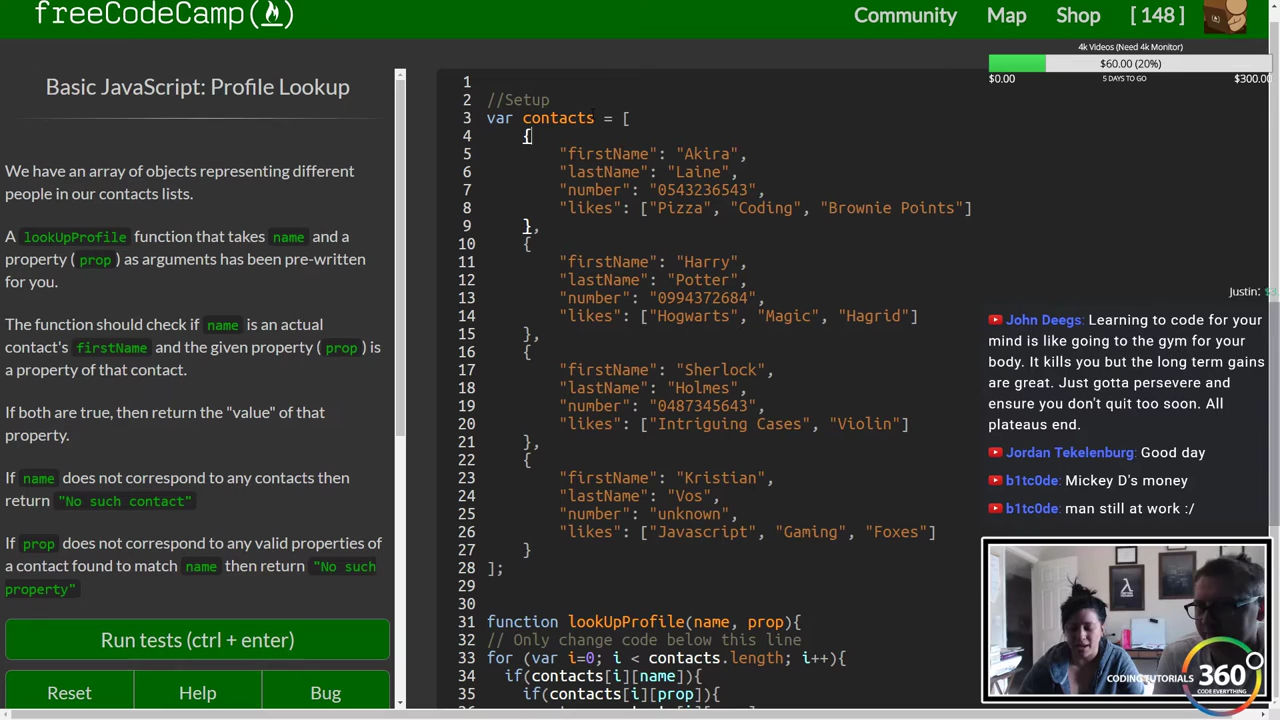 freeCodeCamp(🔥)
Community
Map
Shop
[ 148 ]
Basic JavaScript: Profile Lookup
We have an array of objects representing different
people in our contacts lists.
A lookUpProfile function that takes name and a
property ( prop ) as arguments has been pre-written
for you.
The function should check if name is an actual
contact's firstName and the given property ( prop ) is
a property of that contact.
If both are true, then return the "value" of that
property.
If name does not correspond to any contacts then
return "No such contact"
If prop does not correspond to any valid properties of
a contact found to match name then return "No such
property"
Run tests (ctrl + enter)
Reset
Help
Bug
1
2 //Setup
3 var contacts = [
4 {
5 "firstName": "Akira",
6 "lastName": "Laine",
7 "number": "0543236543",
8 "likes": ["Pizza", "Coding", "Brownie Points"]
9 },
10 {
11 "firstName": "Harry",
12 "lastName": "Potter",
13 "number": "0994372684",
14 "likes": ["Hogwarts", "Magic", "Hagrid"]
15 },
16 {
17 "firstName": "Sherlock",
18 "lastName": "Holmes",
19 "number": "0487345643",
20 "likes": ["Intriguing Cases", "Violin"]
21 },
22 {
23 "firstName": "Kristian",
24 "lastName": "Vos",
25 "number": "unknown",
26 "likes": ["Javascript", "Gaming", "Foxes"]
27 }
28 ];
29
30
31 function lookUpProfile(name, prop){
32 // Only change code below this line
33 for (var i=0; i < contacts.length; i++){
34 if(contacts[i][name]){
35 if(contacts[i][prop]){
4k Videos (Need 4k Monitor)
$60.00 (20%)
$0.00
5 DAYS TO GO
$300.00
Justin:
John Deegs: Learning to code for your
mind is like going to the gym for your
body. It kills you but the long term gains
are great. Just gotta persevere and
ensure you don't quit too soon. All
plateaus end.
Jordan Tekelenburg: Good day
b1tc0de: Mickey D's money
b1tc0de: man still at work :/
CODING TUTORIALS 360°
CODE EVERYTHING